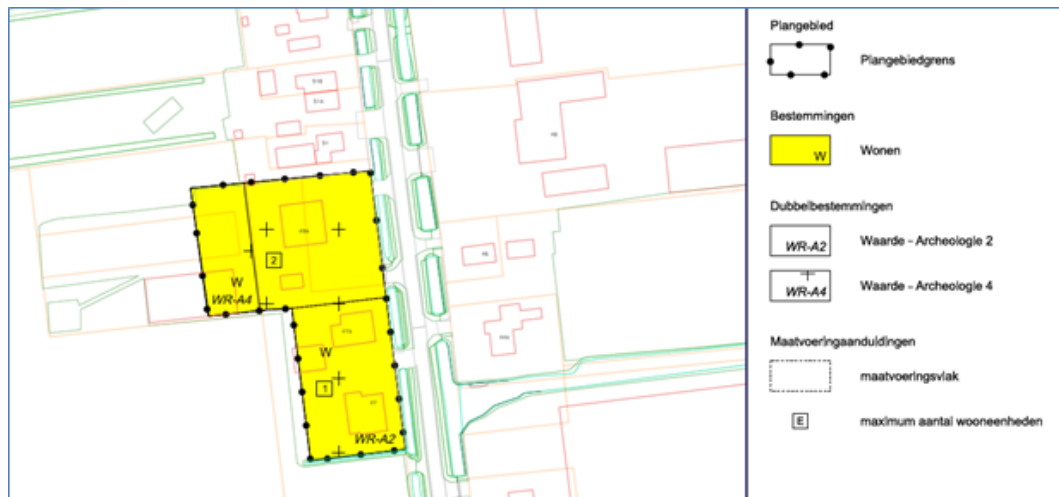 Plangebied
Plangebiedgrens
Bestemmingen
W
Wonen
Dubbelbestemmingen
WR-A2
Waarde - Archeologie 2
WR-A4
Waarde - Archeologie 4
Maatvoeringaanduidingen
maatvoeringsvlak
E
maximum aantal wooneenheden
2
W
WR-A4
W
1
WR-A2